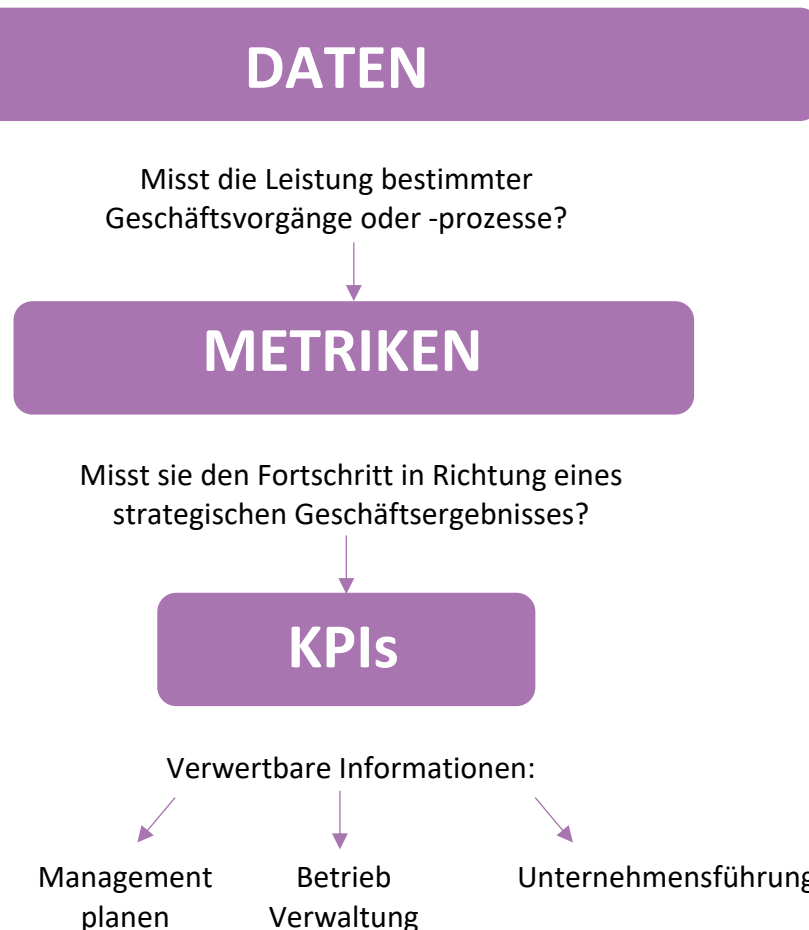 DATEN
Misst die Leistung bestimmter
Geschäftsvorgänge oder -prozesse?
METRIKEN
Misst sie den Fortschritt in Richtung eines
strategischen Geschäftsergebnisses?
KPIs
Verwertbare Informationen:
Management
planen
Betrieb
Verwaltung
Unternehmensführung